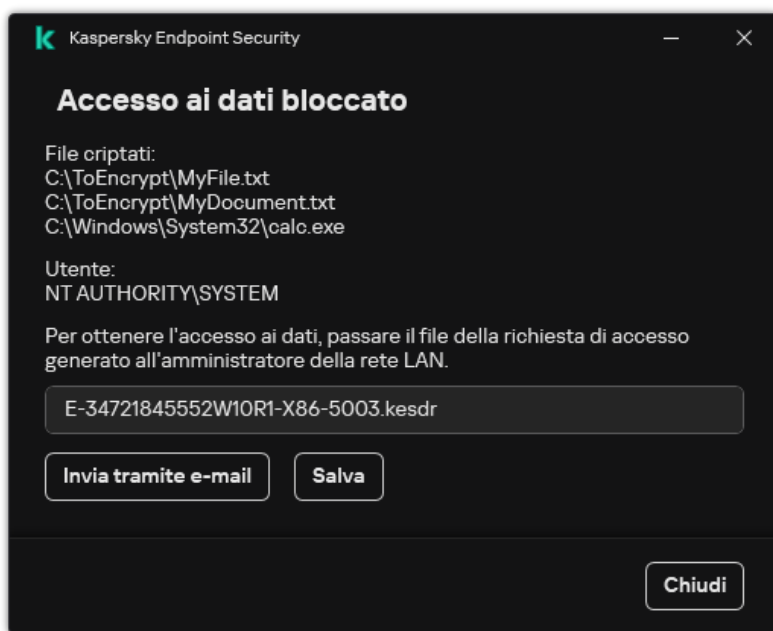 Kaspersky Endpoint Security
Accesso ai dati bloccato
File criptati:
C:\ToEncrypt\MyFile.txt
C:\ToEncrypt\MyDocument.txt
C:\Windows\System32\calc.exe
Utente:
NT AUTHORITY\SYSTEM
Per ottenere l'accesso ai dati, passare il file della richiesta di accesso
generato all'amministratore della rete LAN.
E-34721845552W10R1-X86-5003.kesdr
Invia tramite e-mail
Salva
Chiudi